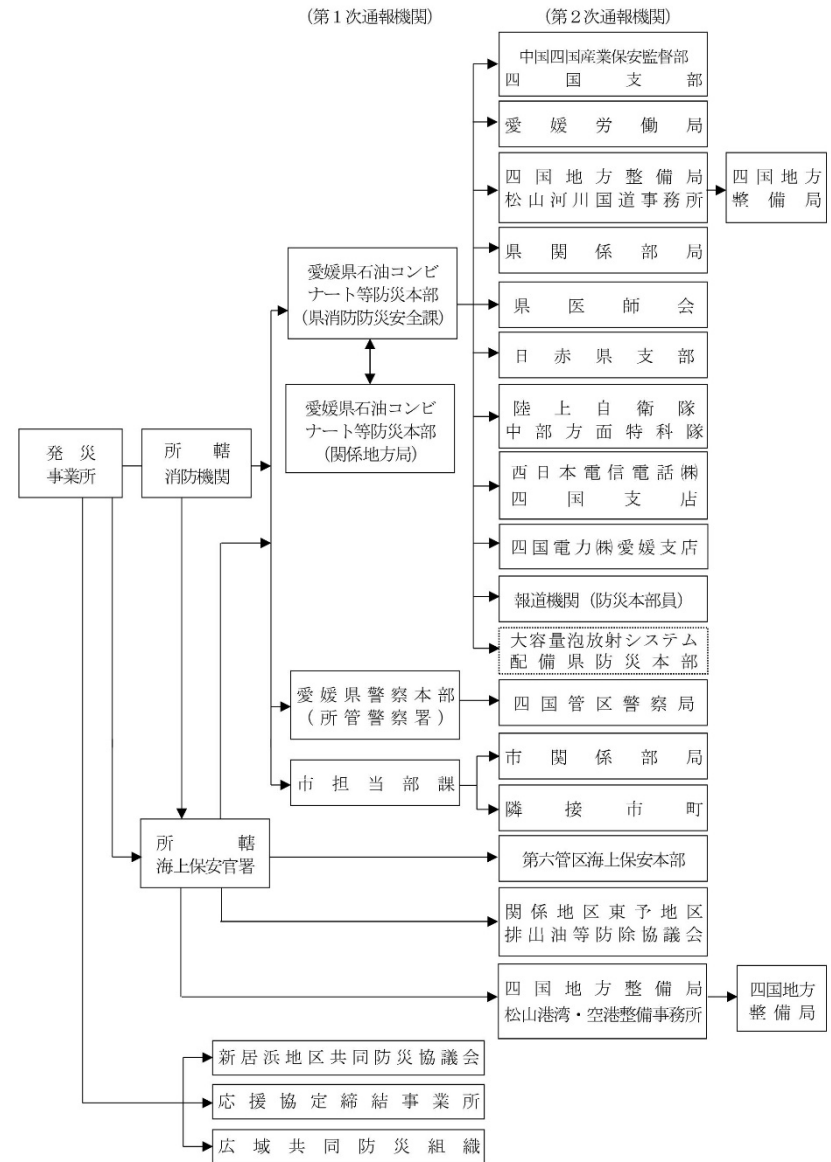 (第１次通報機関)
(第２次通報機関)
中国四国産業保安監督部
四国支部
愛媛労働局
四国地方整備局
松山河川国道事務所
四国地方
整備局
県関係部局
愛媛県石油コンビ
ナート等防災本部
(県消防防災安全課)
県医師会
日赤県支部
愛媛県石油コンビ
ナート等防災本部
(関係地方局)
陸上自衛隊
中部方面特科隊
発災
事業所
所轄
消防機関
西日本電信電話㈱
四国支店
四国電力㈱愛媛支店
報道機関（防災本部員）
大容量泡放射システム
配備県防災本部
愛媛県警察本部
(所管警察署)
四国管区警察局
市担当部課
市関係部局
隣接市町
所轄
海上保安官署
第六管区海上保安本部
関係地区東予地区
排出油等防除協議会
四国地方整備局
松山港湾・空港整備事務所
四国地方
整備局
新居浜地区共同防災協議会
応援協定締結事業所
広域共同防災組織